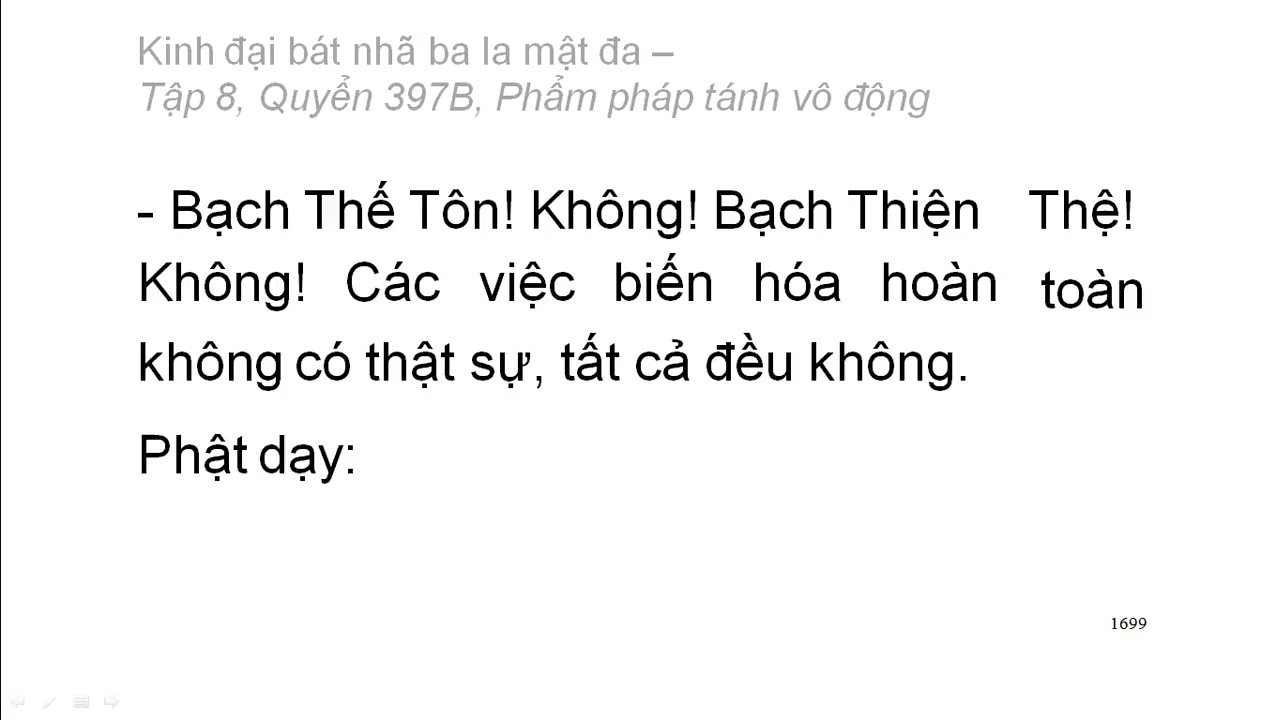 Kinh đại bát nhã ba la mật đa –
Tập 8, Quyển 397B, Phẩm pháp tánh vô động
- Bạch Thế Tôn! Không! Bạch Thiện Thệ!
Không! Các việc biến hóa hoàn toàn
không có thật sự, tất cả đều không.
Phật dạy:
1699